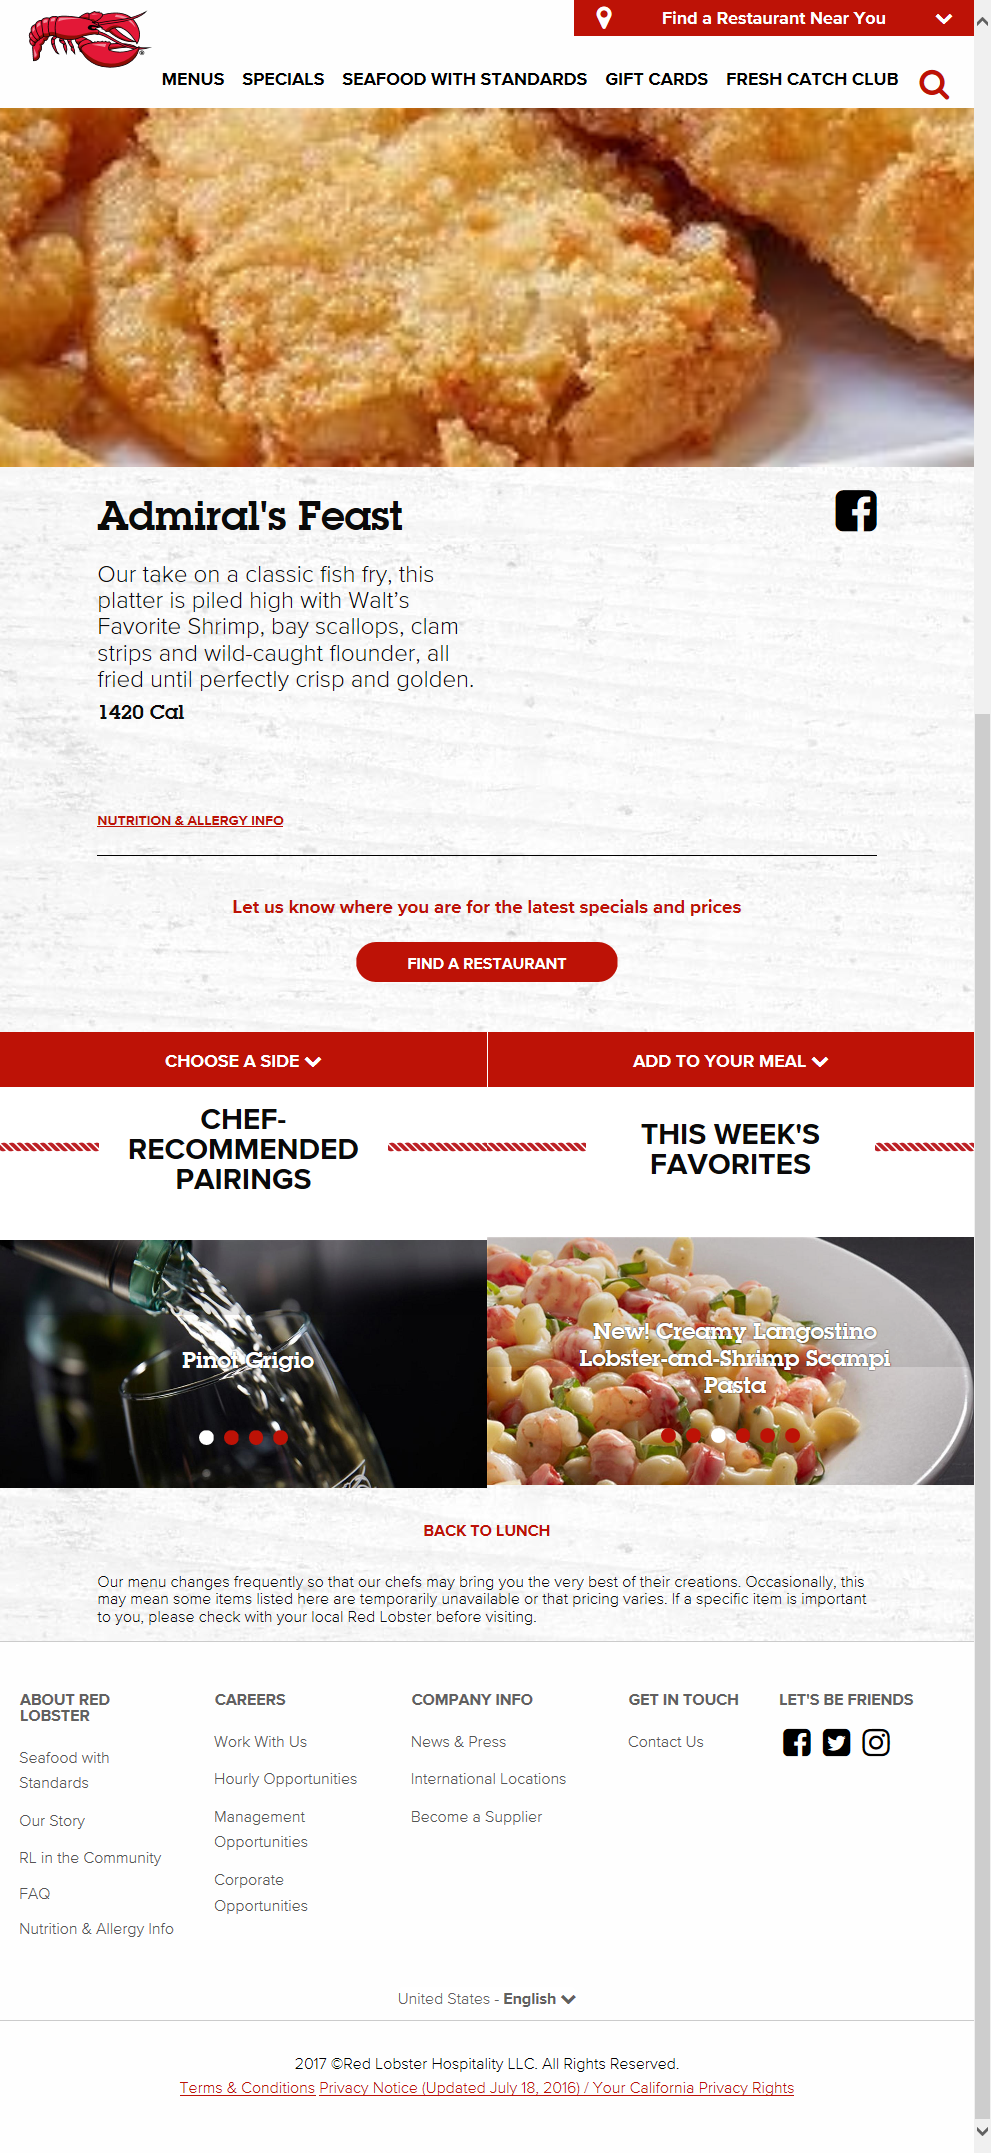 Find a Restaurant Near You
MENUS SPECIALS SEAFOOD WITH STANDARDS GIFT CARDS FRESH CATCH CLUB
Admiral's Feast
Our take on a classic fish fry, this
platter is piled high with Walt’s
Favorite Shrimp, bay scallops, clam
strips and wild-caught flounder, all
fried until perfectly crisp and golden.
1420 Cal
NUTRITION & ALLERGY INFO
Let us know where you are for the latest specials and prices
FIND A RESTAURANT
CHOOSE A SIDE
ADD TO YOUR MEAL
CHEF-
RECOMMENDED
PAIRINGS
THIS WEEK'S
FAVORITES
Pinot Grigio
New! Creamy Langostino
Lobster-and-Shrimp Scampi
Pasta
BACK TO LUNCH
Our menu changes frequently so that our chefs may bring you the very best of their creations. Occasionally, this
may mean some items listed here are temporarily unavailable or that pricing varies. If a specific item is important
to you, please check with your local Red Lobster before visiting.
ABOUT RED
LOBSTER
Seafood with
Standards
Our Story
RL in the Community
FAQ
Nutrition & Allergy Info
CAREERS
Work With Us
Hourly Opportunities
Management
Opportunities
Corporate
Opportunities
COMPANY INFO
News & Press
International Locations
Become a Supplier
GET IN TOUCH
Contact Us
LET'S BE FRIENDS
United States - English
2017 ©Red Lobster Hospitality LLC. All Rights Reserved.
Terms & Conditions Privacy Notice (Updated July 18, 2016) / Your California Privacy Rights